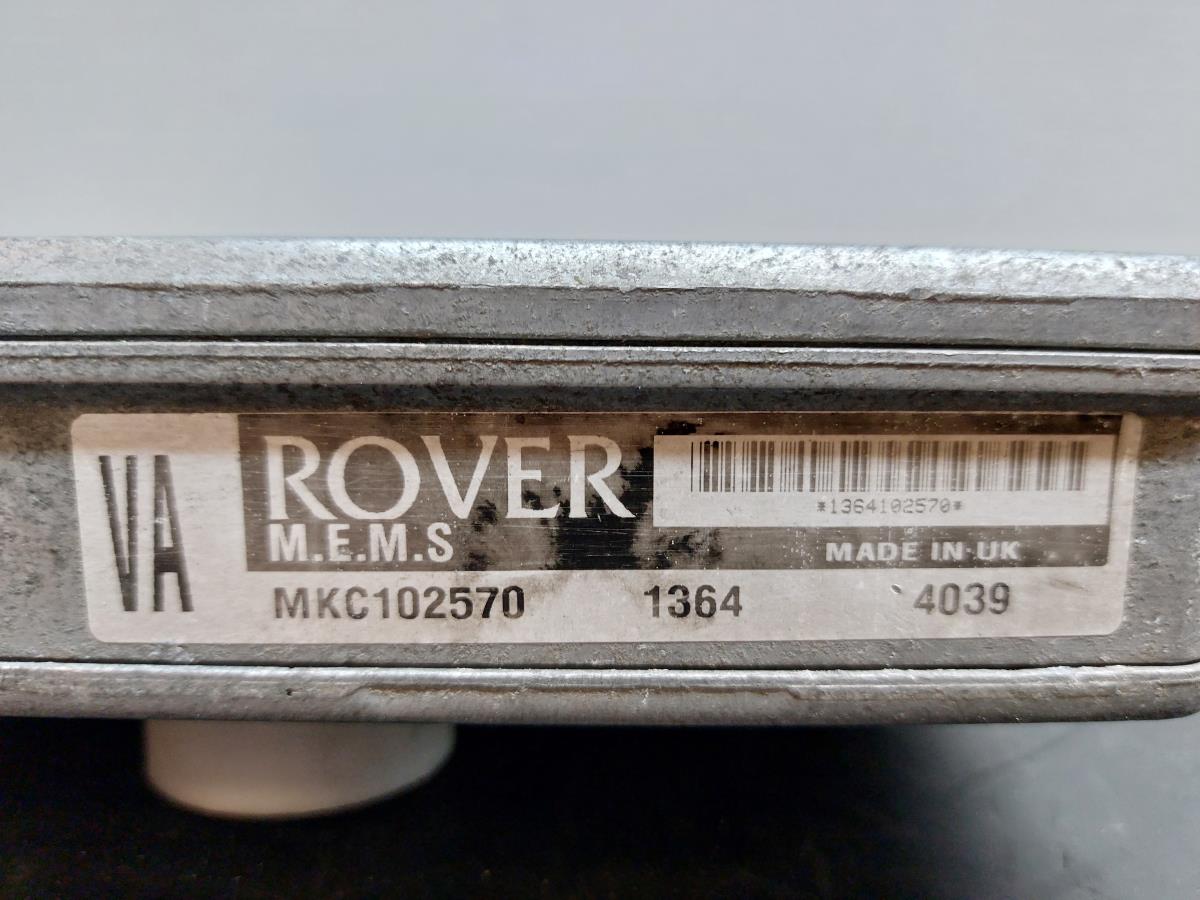 VA
ROVER
M.E.M.S
*1364102570*
MADE IN UK
MKC102570 1364 4039